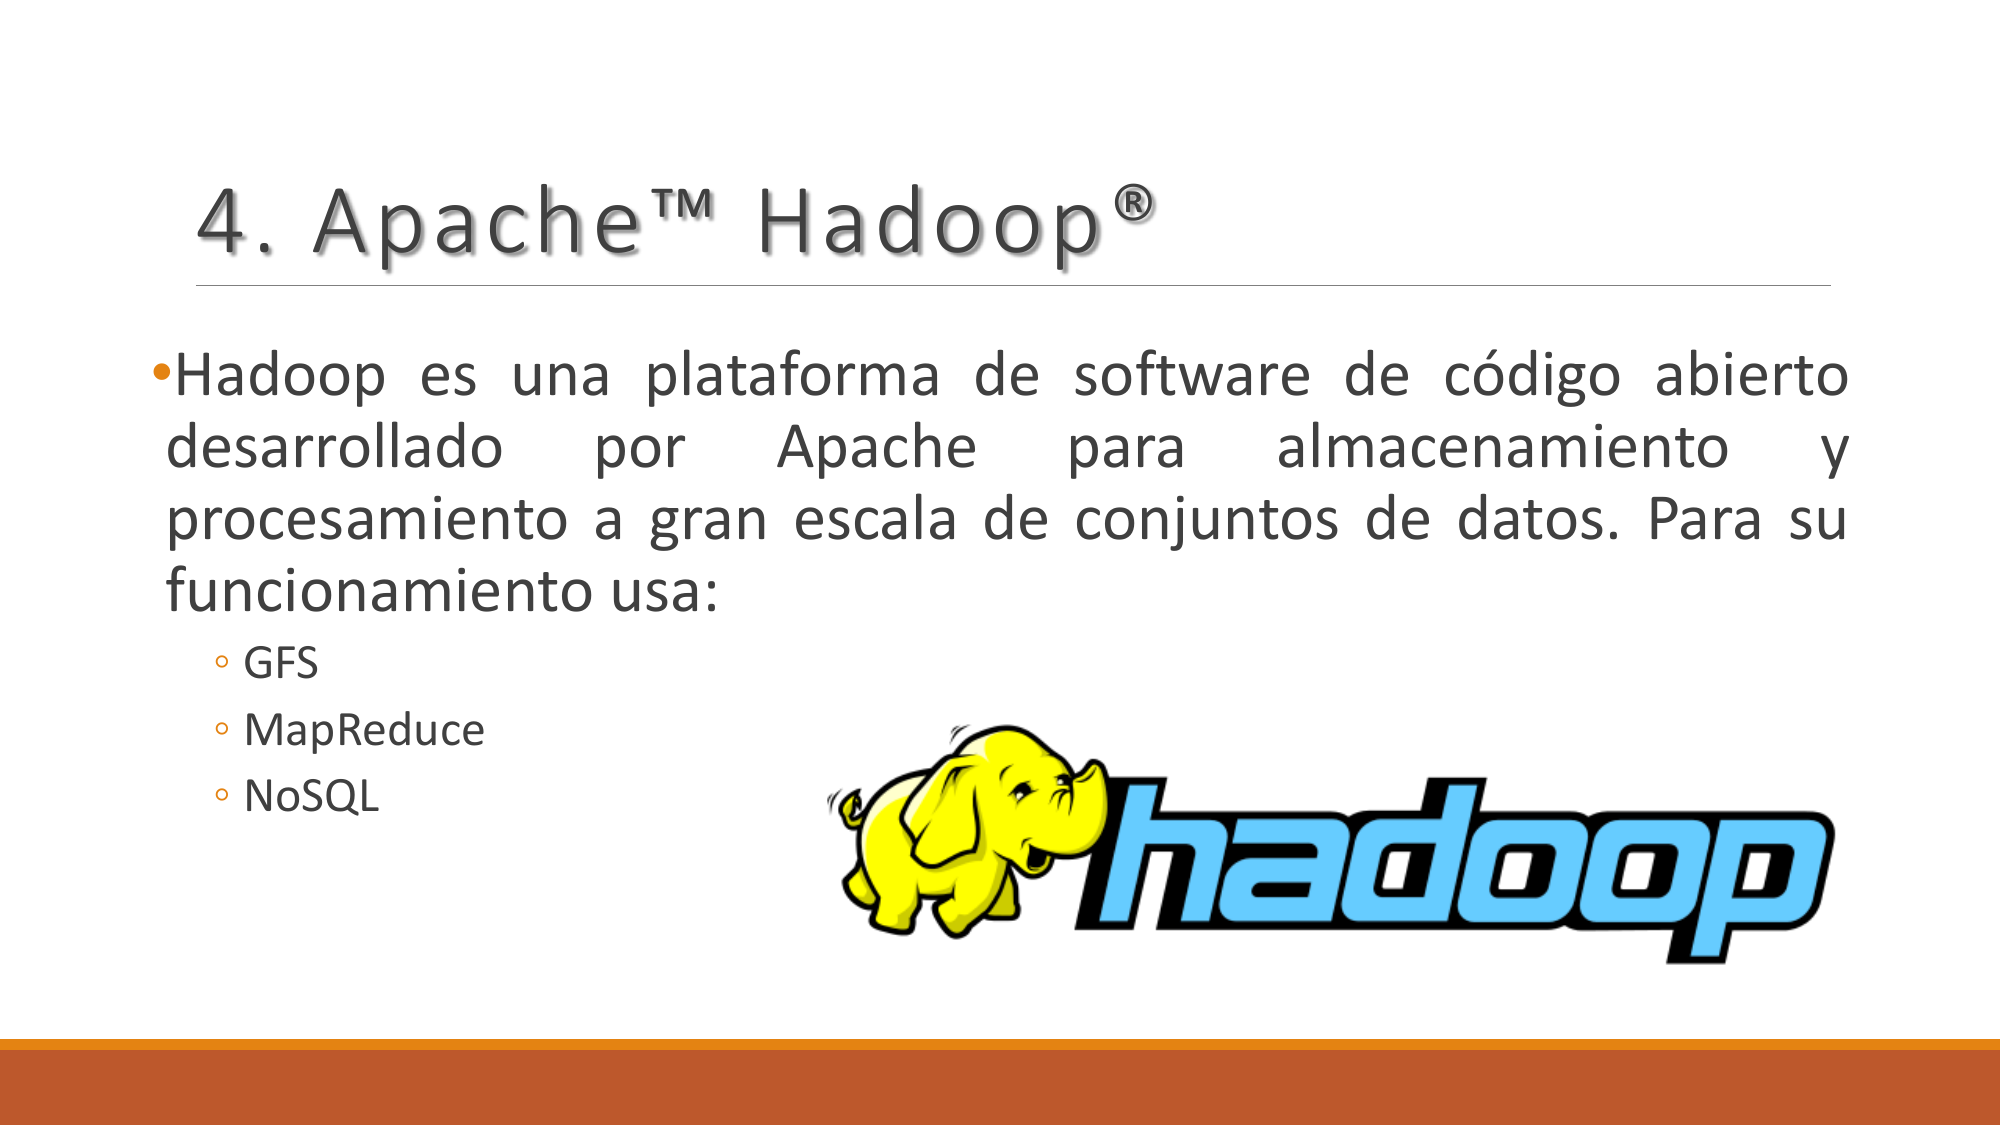 4. Apache™ Hadoop®
•Hadoop es una plataforma de software de código abierto
desarrollado por Apache para almacenamiento y
procesamiento a gran escala de conjuntos de datos. Para su
funcionamiento usa:
◦ GFS
◦ MapReduce
◦ NoSQL
hadoop